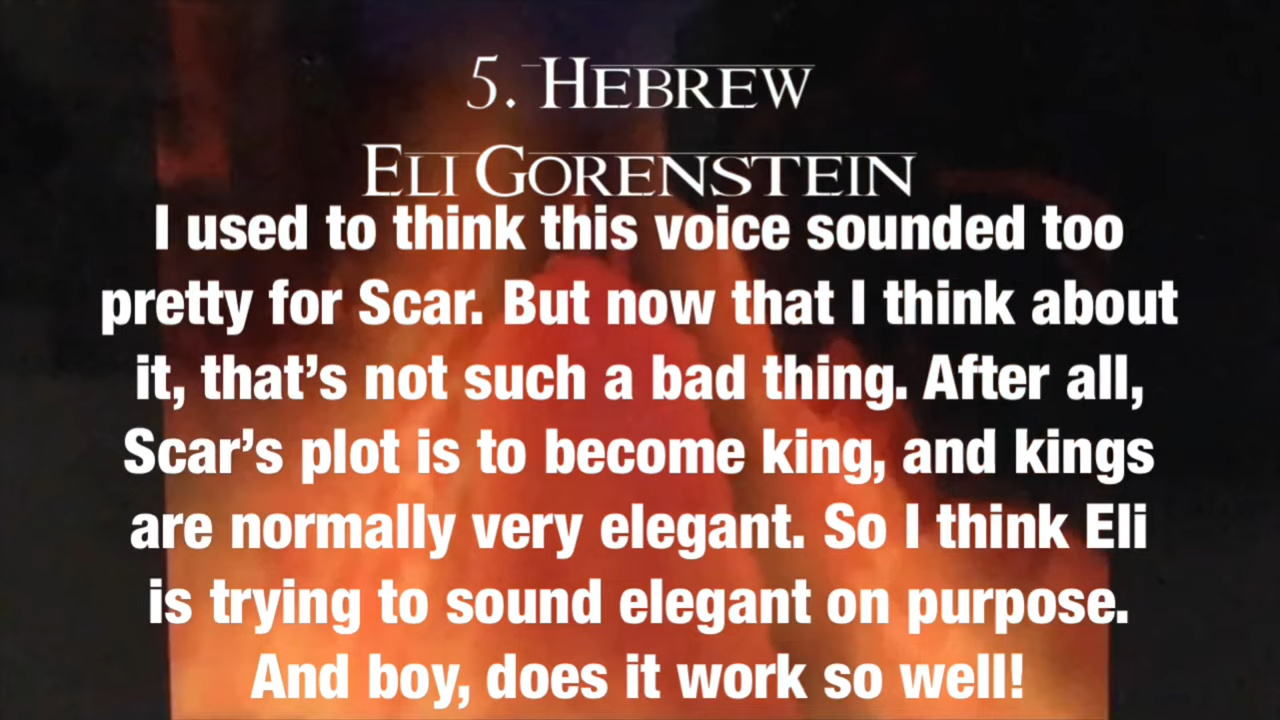 5. Hebrew
Eli Gorenstein
I used to think this voice sounded too
pretty for Scar. But now that I think about
it, that’s not such a bad thing. After all,
Scar’s plot is to become king, and kings
are normally very elegant. So I think Eli
is trying to sound elegant on purpose.
And boy, does it work so well!